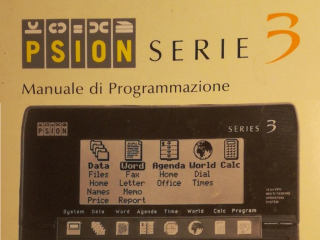 PSION SERIE 3
Manuale di Programmazione
PSION
SERIES 3
Data Word Agenda World Calc
Files Fax Home Dial
Home Letter Office Times
Names Memo
Price Report
System Data Word Agenda Time World Calc Program